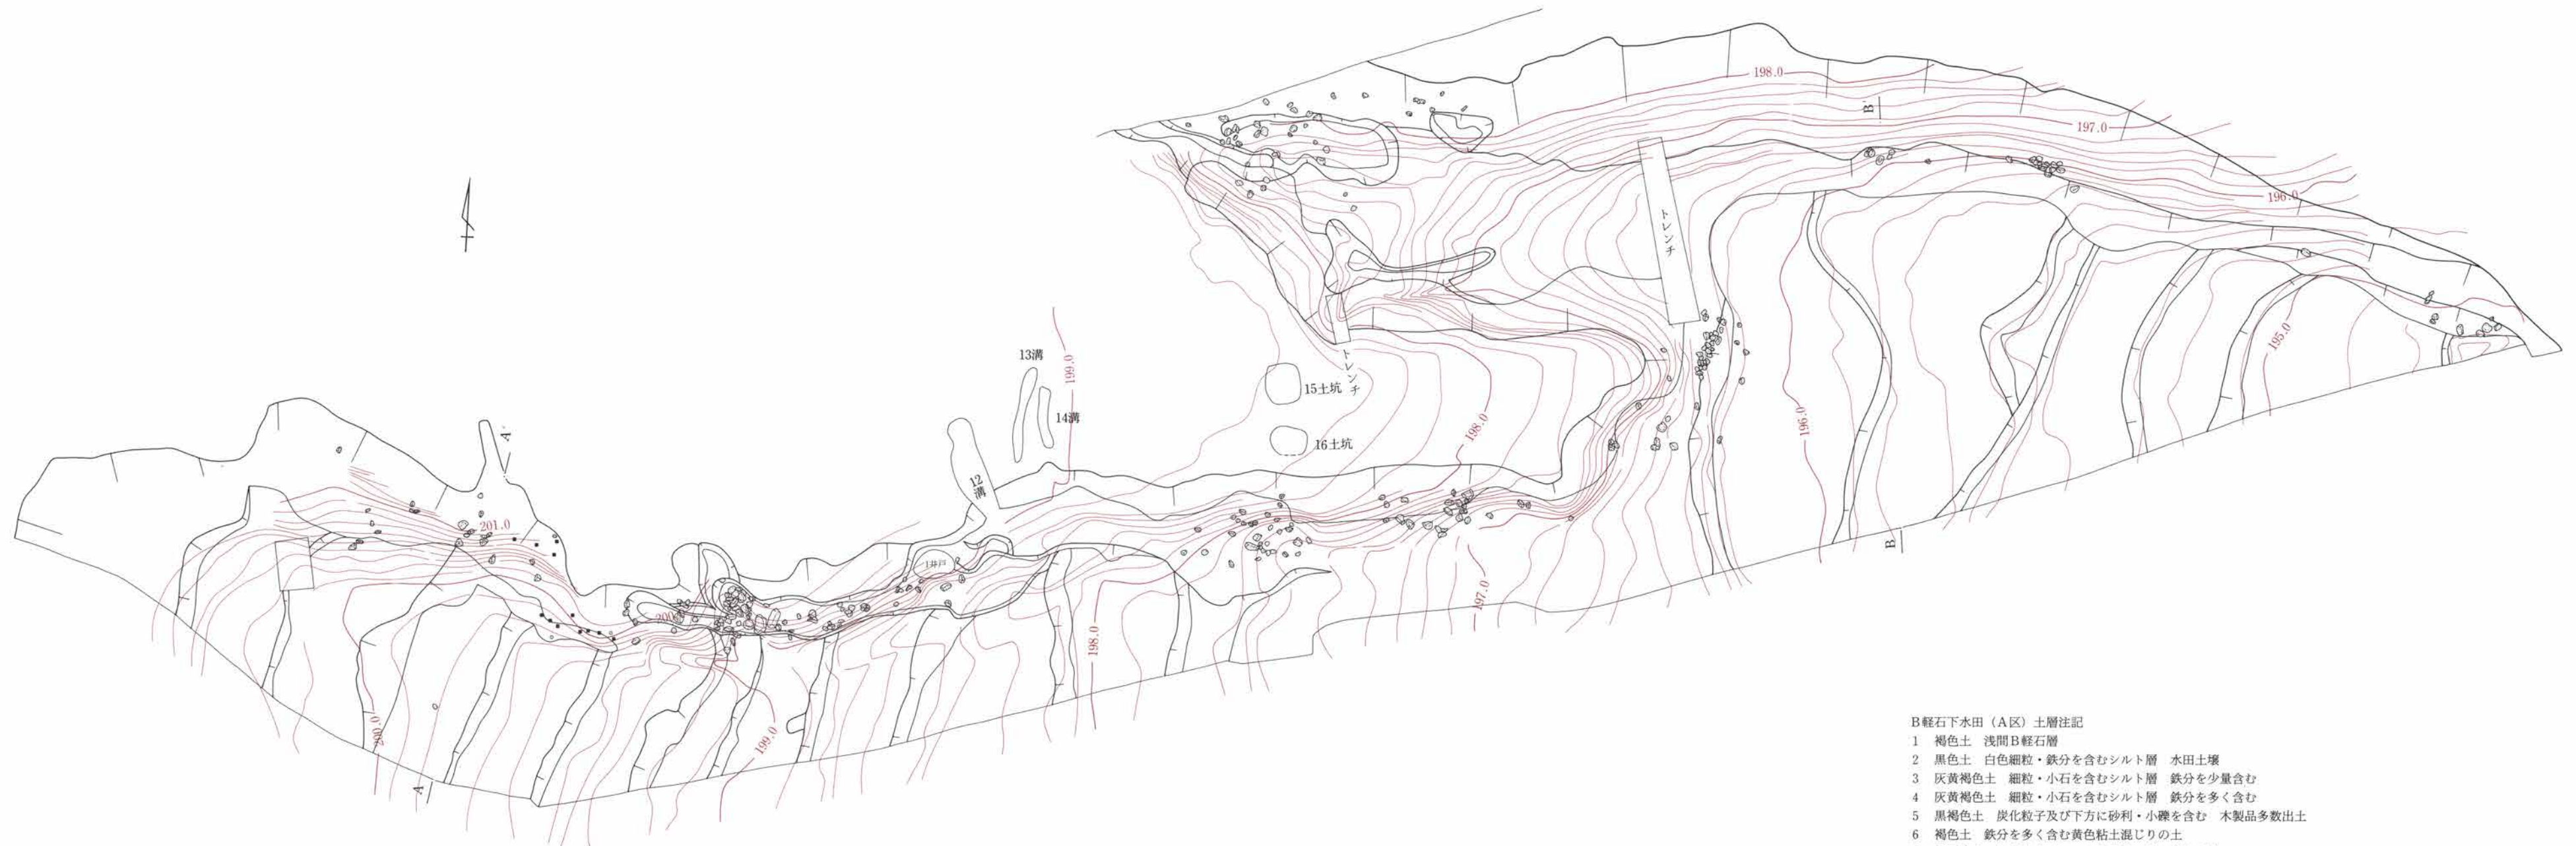 198.0
B'
197.0
196.0
トレンチ
195.0
13溝
199.0
14溝
15土坑
トレンチ
16土坑
198.0
196.0
A'
12溝
201.0
1井戸
200.0
B
197.0
198.0
200.0
199.0
A
B軽石下水田（A区）土層注記
1 褐色土 浅間B軽石層
2 黒色土 白色細粒・鉄分を含むシルト層 水田土壌
3 灰黄褐色土 細粒・小石を含むシルト層 鉄分を少量含む
4 灰黄褐色土 細粒・小石を含むシルト層 鉄分を多く含む
5 黒褐色土 炭化粒子及び下方に砂利・小礫を含む 木製品多数出土
6 褐色土 鉄分を多く含む黄色粘土混じりの土